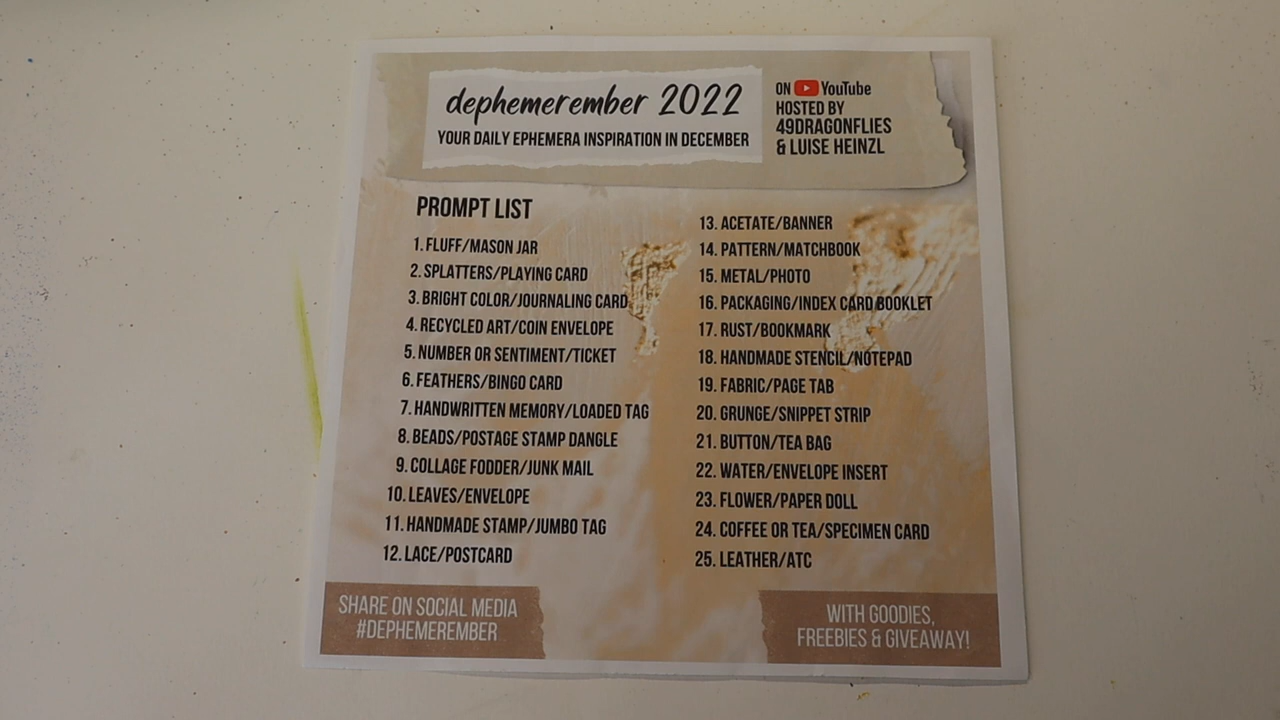 dephemerember 2022
YOUR DAILY EPHEMERA INSPIRATION IN DECEMBER
ON YouTube
HOSTED BY
49DRAGONFLIES
& LUISE HEINZL
PROMPT LIST
1. FLUFF/MASON JAR
2. SPLATTERS/PLAYING CARD
3. BRIGHT COLOR/JOURNALING CARD
4. RECYCLED ART/COIN ENVELOPE
5. NUMBER OR SENTIMENT/TICKET
6. FEATHERS/BINGO CARD
7. HANDWRITTEN MEMORY/LOADED TAG
8. BEADS/POSTAGE STAMP DANGLE
9. COLLAGE FODDER/JUNK MAIL
10. LEAVES/ENVELOPE
11. HANDMADE STAMP/JUMBO TAG
12. LACE/POSTCARD
13. ACETATE/BANNER
14. PATTERN/MATCHBOOK
15. METAL/PHOTO
16. PACKAGING/INDEX CARD BOOKLET
17. RUST/BOOKMARK
18. HANDMADE STENCIL/NOTEPAD
19. FABRIC/PAGE TAB
20. GRUNGE/SNIPPET STRIP
21. BUTTON/TEA BAG
22. WATER/ENVELOPE INSERT
23. FLOWER/PAPER DOLL
24. COFFEE OR TEA/SPECIMEN CARD
25. LEATHER/ATC
SHARE ON SOCIAL MEDIA
#DEPHEMEREMBER
WITH GOODIES,
FREEBIES & GIVEAWAY!